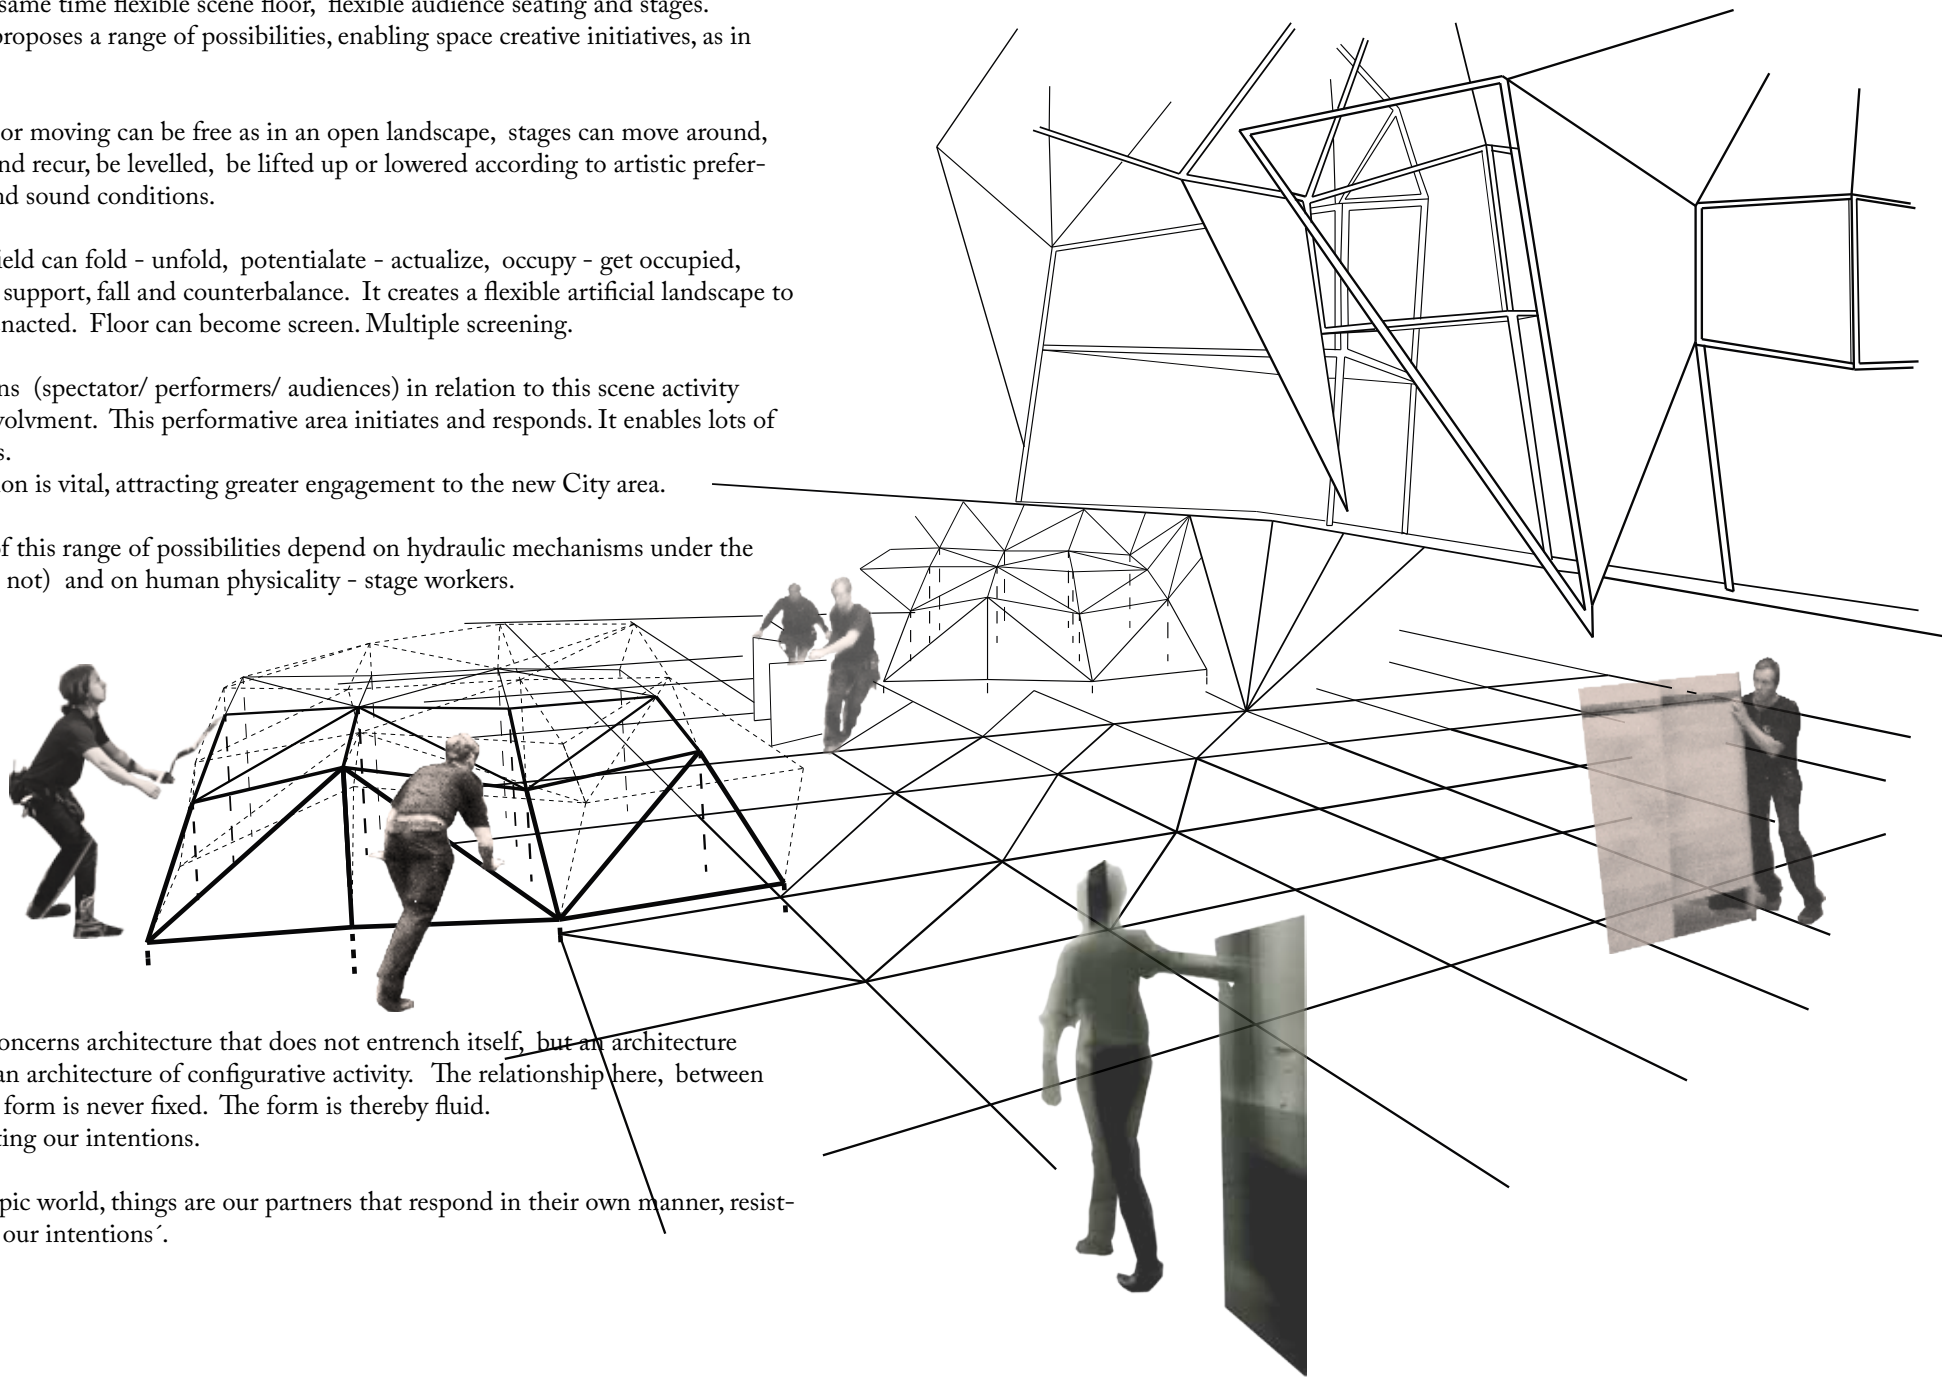 same time flexible scene floor, flexible audience seating and stages.
proposes a range of possibilities, enabling space creative initiatives, as in
or moving can be free as in an open landscape, stages can move around,
nd recur, be levelled, be lifted up or lowered according to artistic prefer-
nd sound conditions.
ield can fold - unfold, potentialate - actualize, occupy - get occupied,
support, fall and counterbalance. It creates a flexible artificial landscape to
nacted. Floor can become screen. Multiple screening.
ns (spectator/ performers/ audiences) in relation to this scene activity
volvment. This performative area initiates and responds. It enables lots of
s.
ion is vital, attracting greater engagement to the new City area.
of this range of possibilities depend on hydraulic mechanisms under the
not) and on human physicality - stage workers.
oncerns architecture that does not entrench itself, but an architecture
an architecture of configurative activity. The relationship here, between
form is never fixed. The form is thereby fluid.
ting our intentions.
pic world, things are our partners that respond in their own manner, resist-
our intentions´.